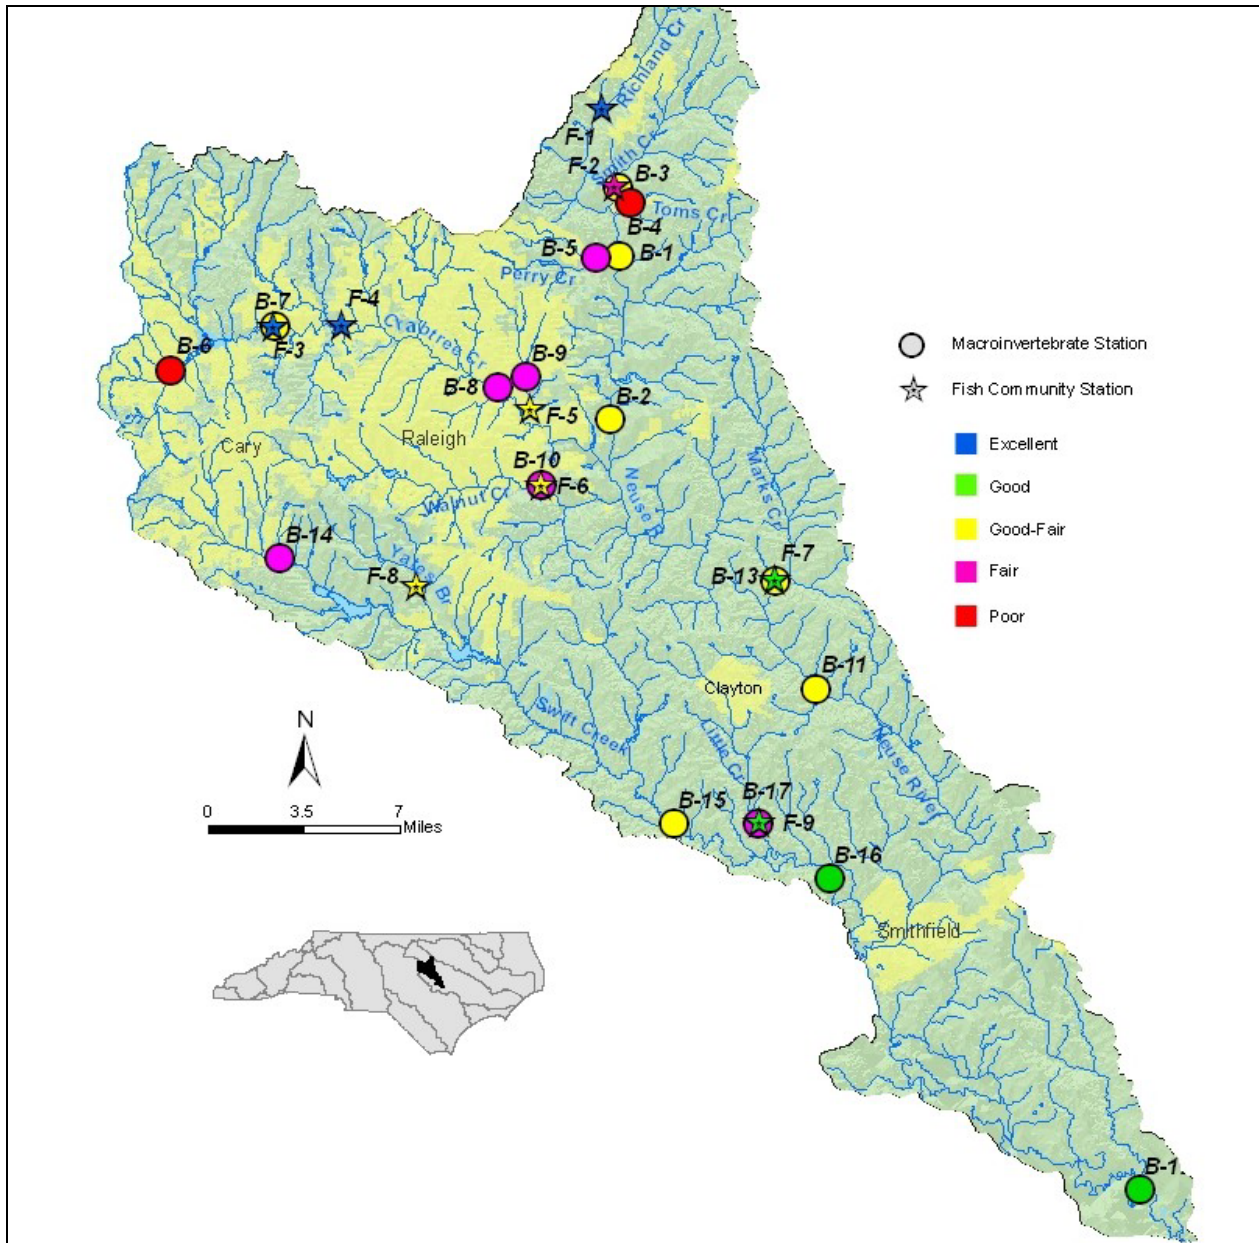 Richland Cr
F-1
Smith Cr
F-2
B-3
Toms Cr
B-4
B-5
B-1
Perry Cr
B-7
F-4
F-3
Crabtree Cr
B-6
B-9
B-8
F-5
B-2
Macroinvertebrate Station
Fish Community Station
Excellent
Good
Good-Fair
Fair
Poor
Cary
Raleigh
B-10
F-6
Walnut Cr
Neuse R
Marks Cr
B-14
Yates Br
F-8
F-7
B-13
B-11
Clayton
Swift Creek
Little Cr
Neuse River
N
0 3.5 7
Miles
B-15
B-17
F-9
B-16
Smithfield
B-1